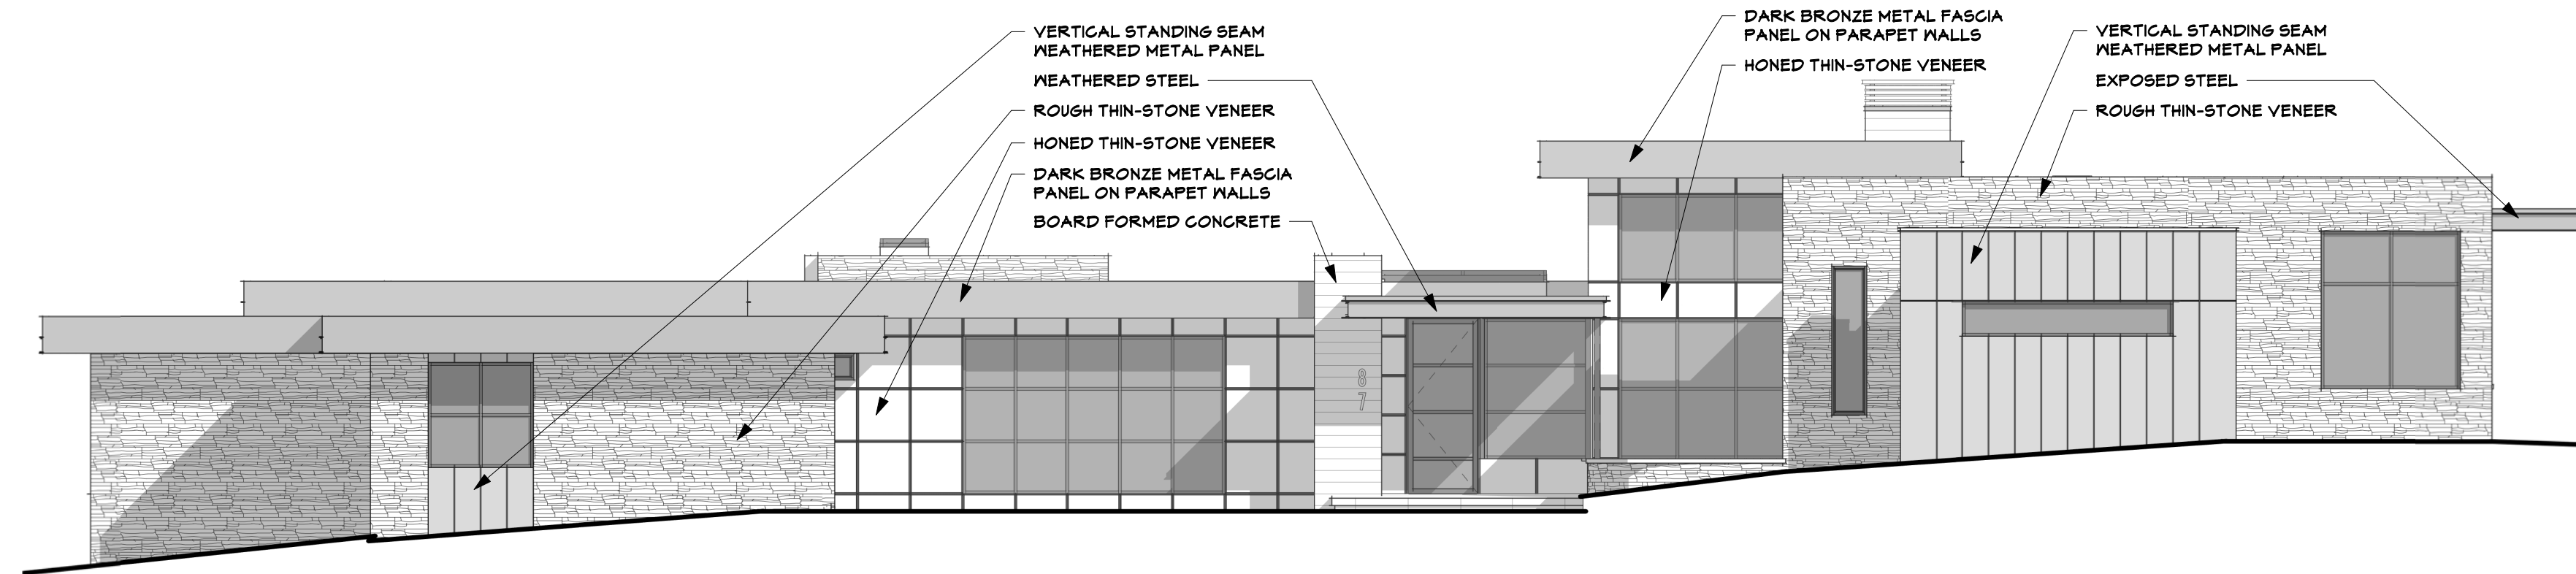 VERTICAL STANDING SEAM
WEATHERED METAL PANEL
WEATHERED STEEL
ROUGH THIN-STONE VENEER
HONED THIN-STONE VENEER
DARK BRONZE METAL FASCIA
PANEL ON PARAPET WALLS
BOARD FORMED CONCRETE
8
7
DARK BRONZE METAL FASCIA
PANEL ON PARAPET WALLS
HONED THIN-STONE VENEER
VERTICAL STANDING SEAM
WEATHERED METAL PANEL
EXPOSED STEEL
ROUGH THIN-STONE VENEER